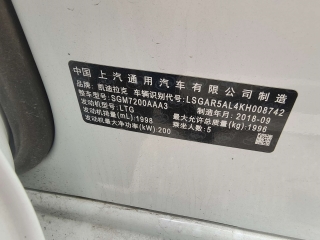 中国 上汽通用汽车有限公司制造
品牌：凯迪拉克 车辆识别代号：LSGAR5AL4KH008742
整车型号：SGM7200AAA3 制造年月：2018-09
发动机型号：LTG 最大允许总质量(kg)：1996
发动机排量(mL)：1998 乘坐人数：5
发动机最大净功率(kW)：200